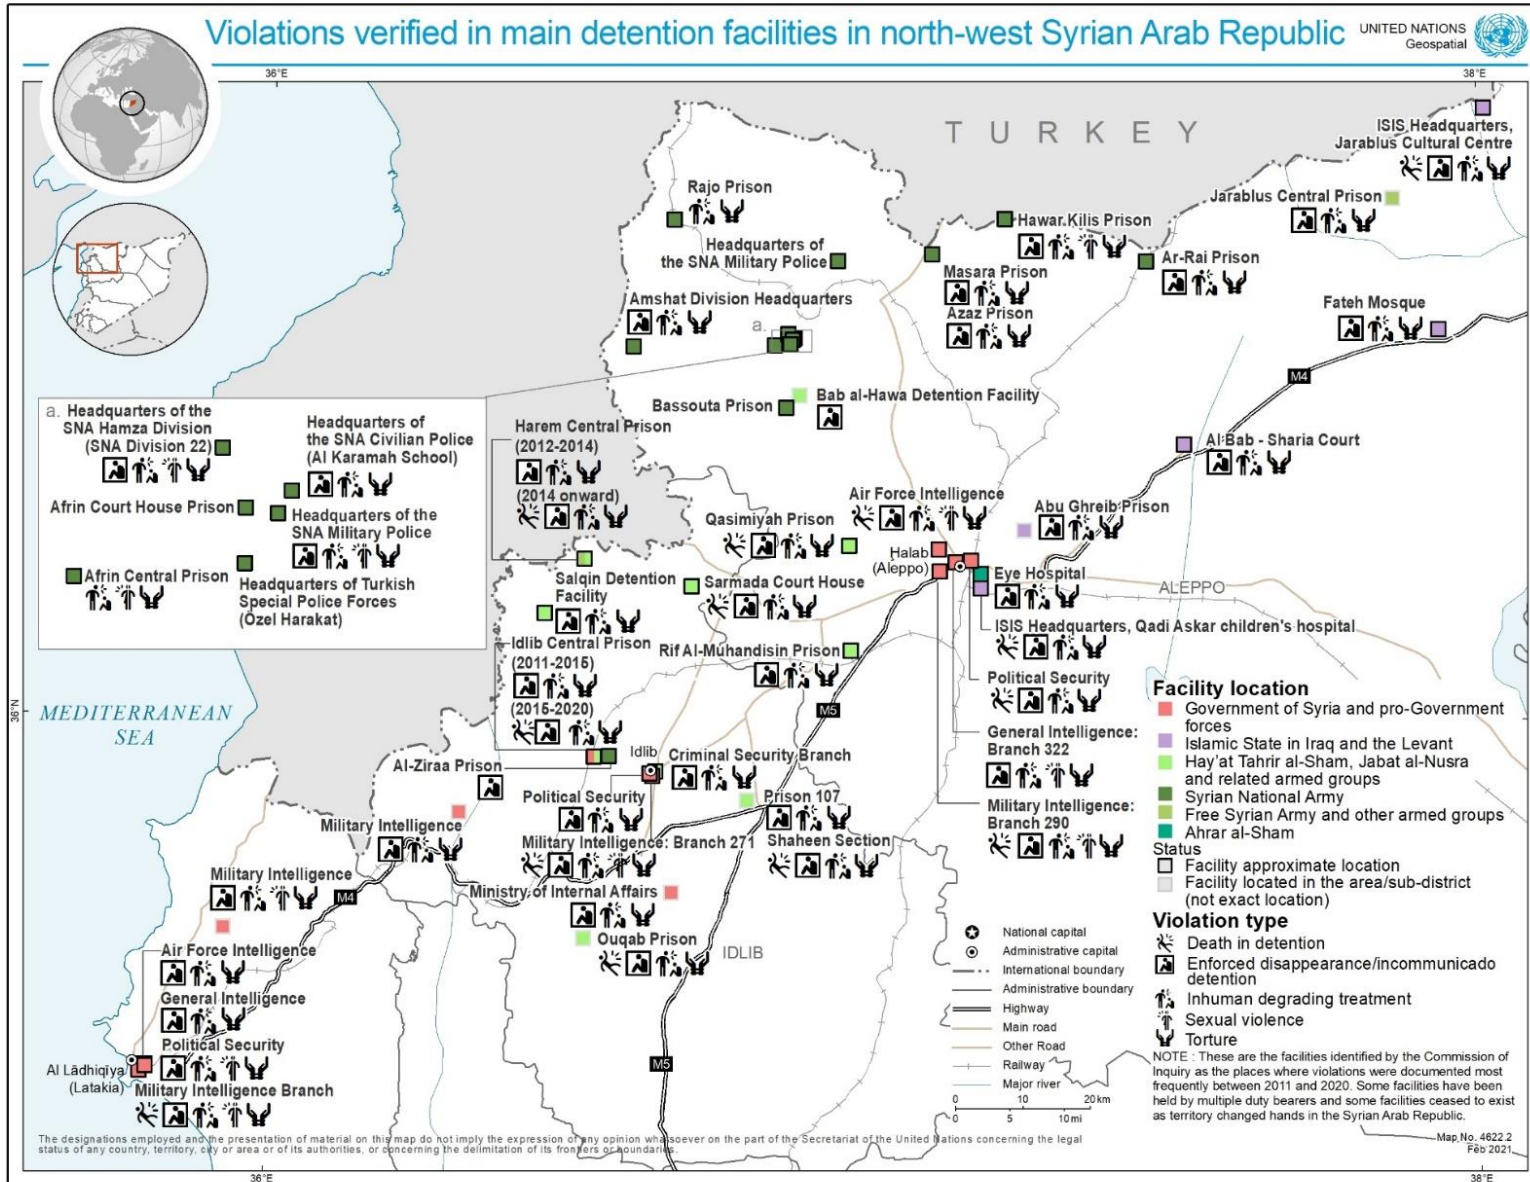 Violations verified in main detention facilities in north-west Syrian Arab Republic
UNITED NATIONS
Geospatial
36°E
38°E
TURKEY
ISIS Headquarters,
Jarablus Cultural Centre
Jarablus Central Prison
Rajo Prison
Hawar Kilis Prison
Headquarters of
the SNA Military Police
Ar-Rai Prison
Masara Prison
Amshat Division Headquarters
Azaz Prison
Fateh Mosque
a.
M4
Bassouta Prison
Bab al-Hawa Detention Facility
a.
Headquarters of the
SNA Hamza Division
(SNA Division 22)
Headquarters of
the SNA Civilian Police
(Al Karamah School)
Afrin Court House Prison
Headquarters of the
SNA Military Police
Afrin Central Prison
Headquarters of Turkish
Special Police Forces
(Özel Harakat)
Harem Central Prison
(2012-2014)
(2014 onward)
Al Bab - Sharia Court
Air Force Intelligence
Abu Ghreib Prison
Qasimiyah Prison
Halab
(Aleppo)
Salqin Detention
Facility
Sarmada Court House
Eye Hospital
ALEPPO
ISIS Headquarters, Qadi Askar children's hospital
Idlib Central Prison
(2011-2015)
(2015-2020)
Rif Al-Muhandisin Prison
Political Security
36°N
MEDITERRANEAN
SEA
M5
General Intelligence:
Branch 322
Idlib
Criminal Security Branch
Al-Ziraa Prison
Political Security
Prison 107
Military Intelligence:
Branch 290
Military Intelligence
Military Intelligence: Branch 271
Shaheen Section
Military Intelligence
M4
Ministry of Internal Affairs
Ouqab Prison
IDLIB
Air Force Intelligence
General Intelligence
Political Security
Al Lādhiqīya
(Latakia)
Military Intelligence Branch
M5
Facility location
Government of Syria and pro-Government
forces
Islamic State in Iraq and the Levant
Hay'at Tahrir al-Sham, Jabat al-Nusra
and related armed groups
Syrian National Army
Free Syrian Army and other armed groups
Ahrar al-Sham
Status
Facility approximate location
Facility located in the area/sub-district
(not exact location)
Violation type
Death in detention
Enforced disappearance/incommunicado
detention
Inhuman degrading treatment
Sexual violence
Torture
National capital
Administrative capital
International boundary
Administrative boundary
Highway
Main road
Other Road
Railway
Major river
0 10 20 km
0 5 10 mi
NOTE : These are the facilities identified by the Commission of
Inquiry as the places where violations were documented most
frequently between 2011 and 2020. Some facilities have been
held by multiple duty bearers and some facilities ceased to exist
as territory changed hands in the Syrian Arab Republic.
Map No. 4622.2
Feb 2021
The designations employed and the presentation of material on this map do not imply the expression of any opinion whatsoever on the part of the Secretariat of the United Nations concerning the legal
status of any country, territory, city or area or of its authorities, or concerning the delimitation of its frontiers or boundaries.
36°E
38°E